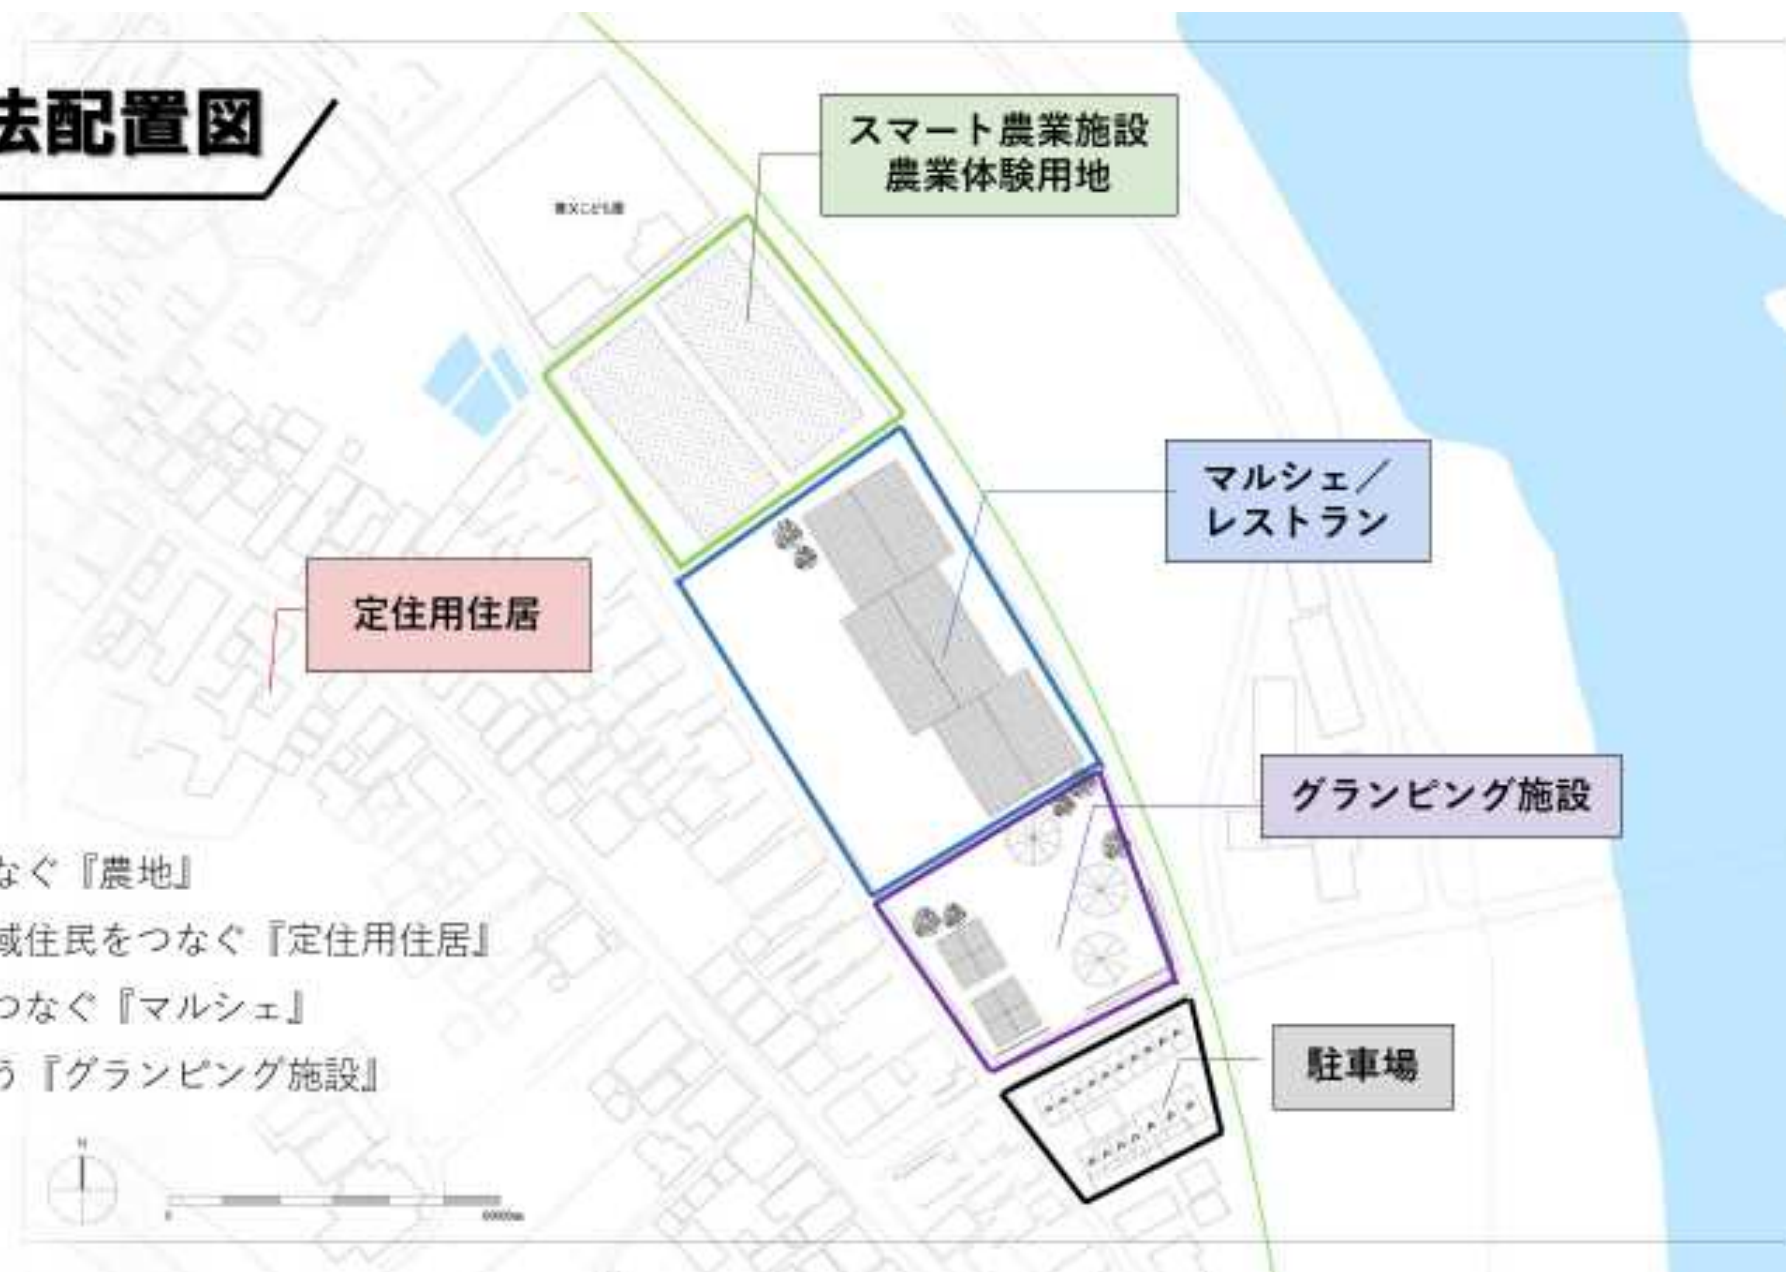 法配置図
スマート農業施設
農業体験用地
マルシェ／
レストラン
定住用住居
グランピング施設
なぐ『農地』
域住民をつなぐ『定住用住居』
つなぐ『マルシェ』
う『グランピング施設』
駐車場
N
0